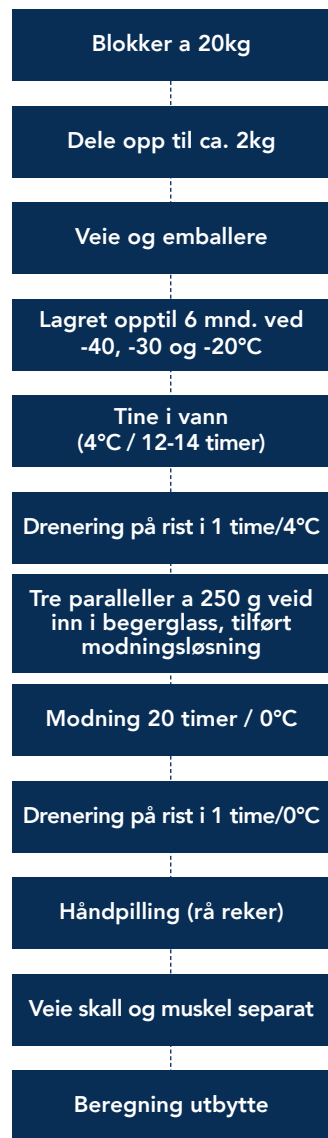 Blokker a 20kg
Dele opp til ca. 2kg
Veie og emballere
Lagret opptil 6 mnd. ved
-40, -30 og -20°C
Tine i vann
(4°C / 12-14 timer)
Drenering på rist i 1 time/4°C
Tre paralleller a 250 g veid
inn i begerglass, tilført
modningsløsning
Modning 20 timer / 0°C
Drenering på rist i 1 time/0°C
Håndpilling (rå reker)
Veie skall og muskel separat
Beregning utbytte